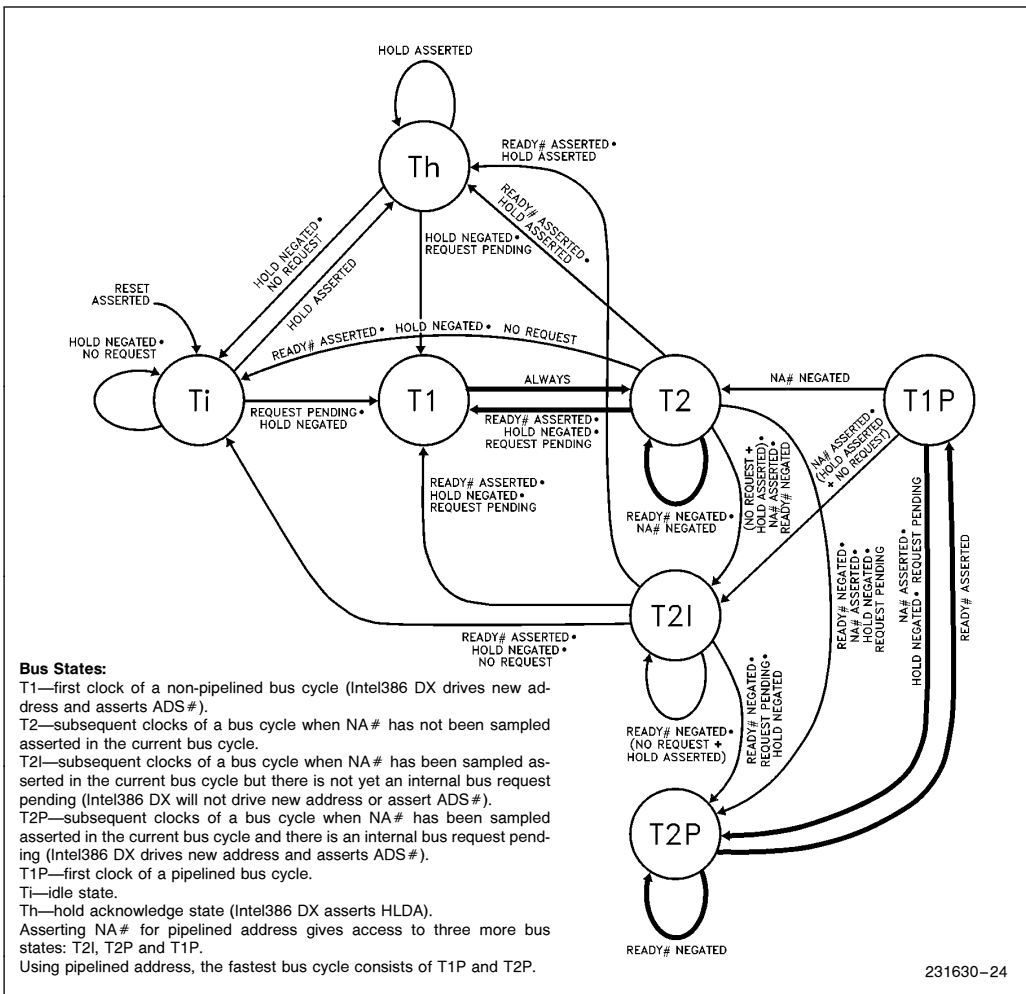 HOLD ASSERTED
Th
READY# ASSERTED•
HOLD ASSERTED
READY# ASSERTED•
HOLD ASSERTED
HOLD NEGATED•
REQUEST PENDING
HOLD NEGATED•
NO REQUEST
HOLD ASSERTED
RESET
ASSERTED
HOLD NEGATED•
NO REQUEST
READY# ASSERTED• HOLD NEGATED• NO REQUEST
Ti
T1
T2
T1P
ALWAYS
NA# NEGATED
REQUEST PENDING•
HOLD NEGATED
READY# ASSERTED•
HOLD NEGATED•
REQUEST PENDING
NA# ASSERTED•
(HOLD ASSERTED
+ NO REQUEST)
READY# ASSERTED•
HOLD NEGATED•
REQUEST PENDING
READY# NEGATED•
NA# NEGATED
(NO REQUEST +
HOLD ASSERTED)•
NA# ASSERTED•
READY# NEGATED
READY# NEGATED•
NA# ASSERTED•
HOLD NEGATED•
REQUEST PENDING
NA# ASSERTED•
HOLD NEGATED• REQUEST PENDING
READY# ASSERTED
T2I
READY# ASSERTED•
HOLD NEGATED•
NO REQUEST
READY# NEGATED•
(NO REQUEST +
HOLD ASSERTED)
READY# NEGATED•
REQUEST PENDING•
HOLD NEGATED
T2P
READY# NEGATED
Bus States:
T1—first clock of a non-pipelined bus cycle (Intel386 DX drives new ad-
dress and asserts ADS#).
T2—subsequent clocks of a bus cycle when NA# has not been sampled
asserted in the current bus cycle.
T2I—subsequent clocks of a bus cycle when NA# has been sampled as-
serted in the current bus cycle but there is not yet an internal bus request
pending (Intel386 DX will not drive new address or assert ADS#).
T2P—subsequent clocks of a bus cycle when NA# has been sampled
asserted in the current bus cycle and there is an internal bus request pend-
ing (Intel386 DX drives new address and asserts ADS#).
T1P—first clock of a pipelined bus cycle.
Ti—idle state.
Th—hold acknowledge state (Intel386 DX asserts HLDA).
Asserting NA# for pipelined address gives access to three more bus
states: T2I, T2P and T1P.
Using pipelined address, the fastest bus cycle consists of T1P and T2P.
231630–24